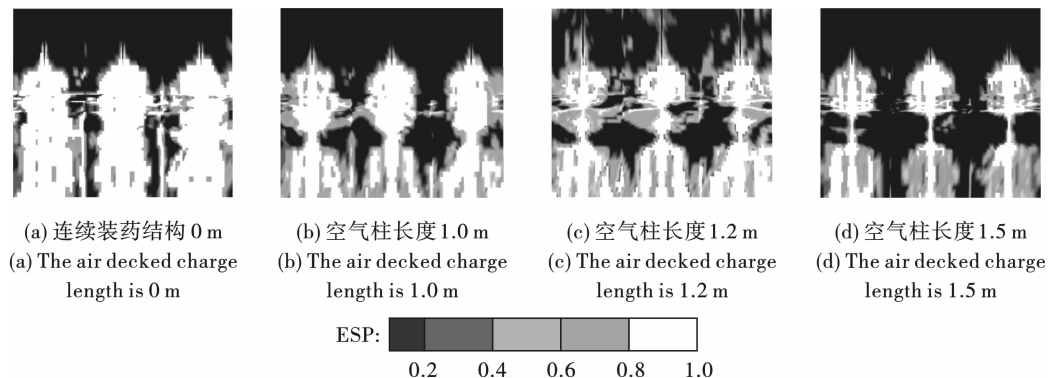 (a) 连续装药结构 0 m
(a) The air decked charge
length is 0 m
(b) 空气柱长度 1.0 m
(b) The air decked charge
length is 1.0 m
(c) 空气柱长度 1.2 m
(c) The air decked charge
length is 1.2 m
(d) 空气柱长度 1.5 m
(d) The air decked charge
length is 1.5 m
ESP:
0.2 0.4 0.6 0.8 1.0